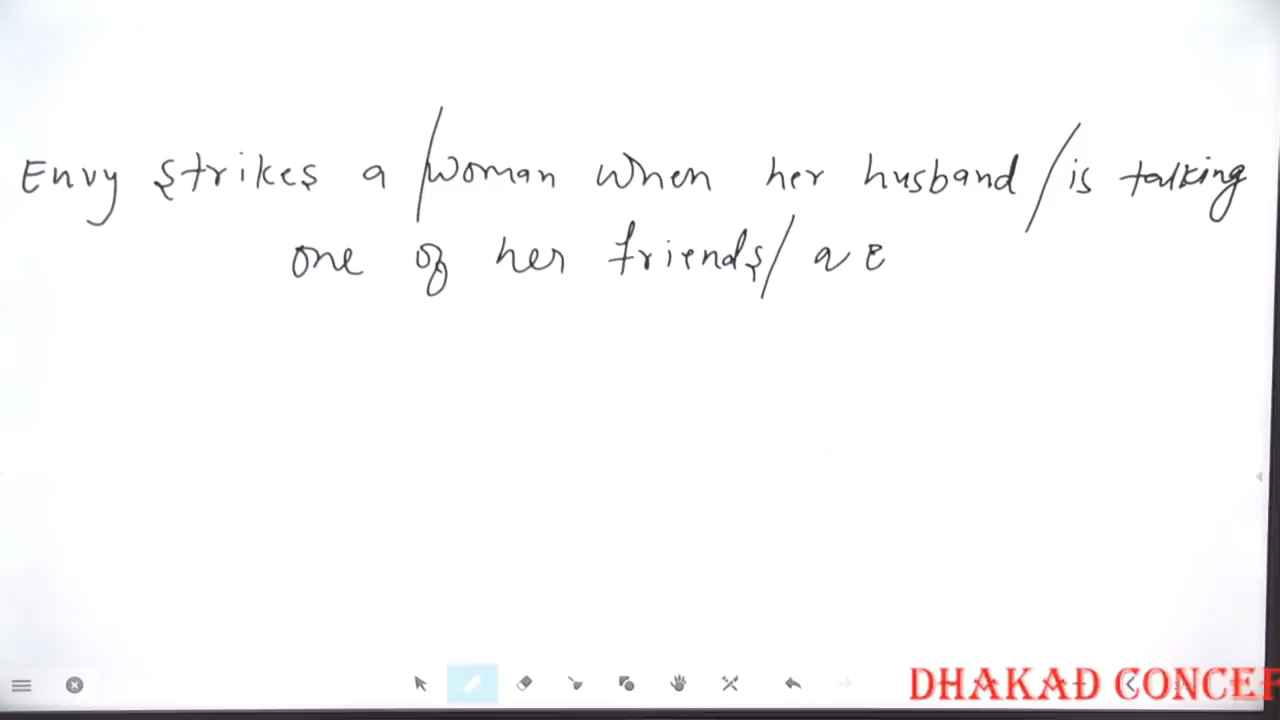 Envy strikes a / woman when her husband / is talking
one of her friends / a E
DHAKAD CONCEP